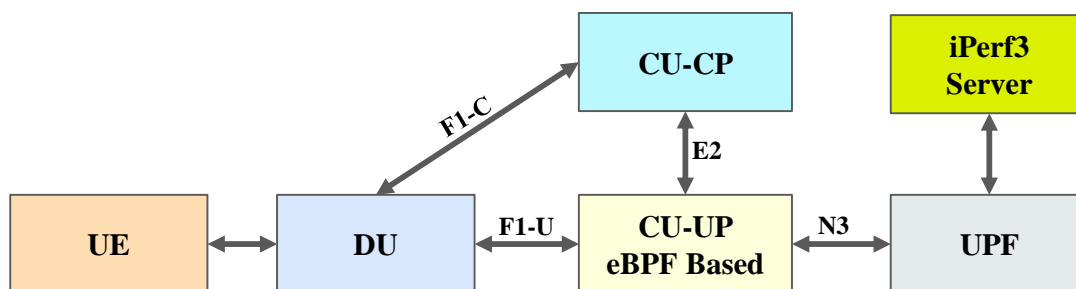 CU-CP
iPerf3
Server
F1-C
E2
UE
DU
F1-U
CU-UP
eBPF Based
N3
UPF